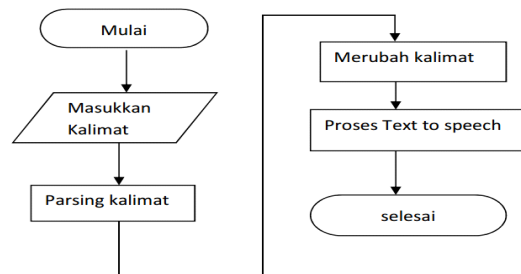 Mulai
Masukkan
Kalimat
Parsing kalimat
Merubah kalimat
Proses Text to speech
selesai